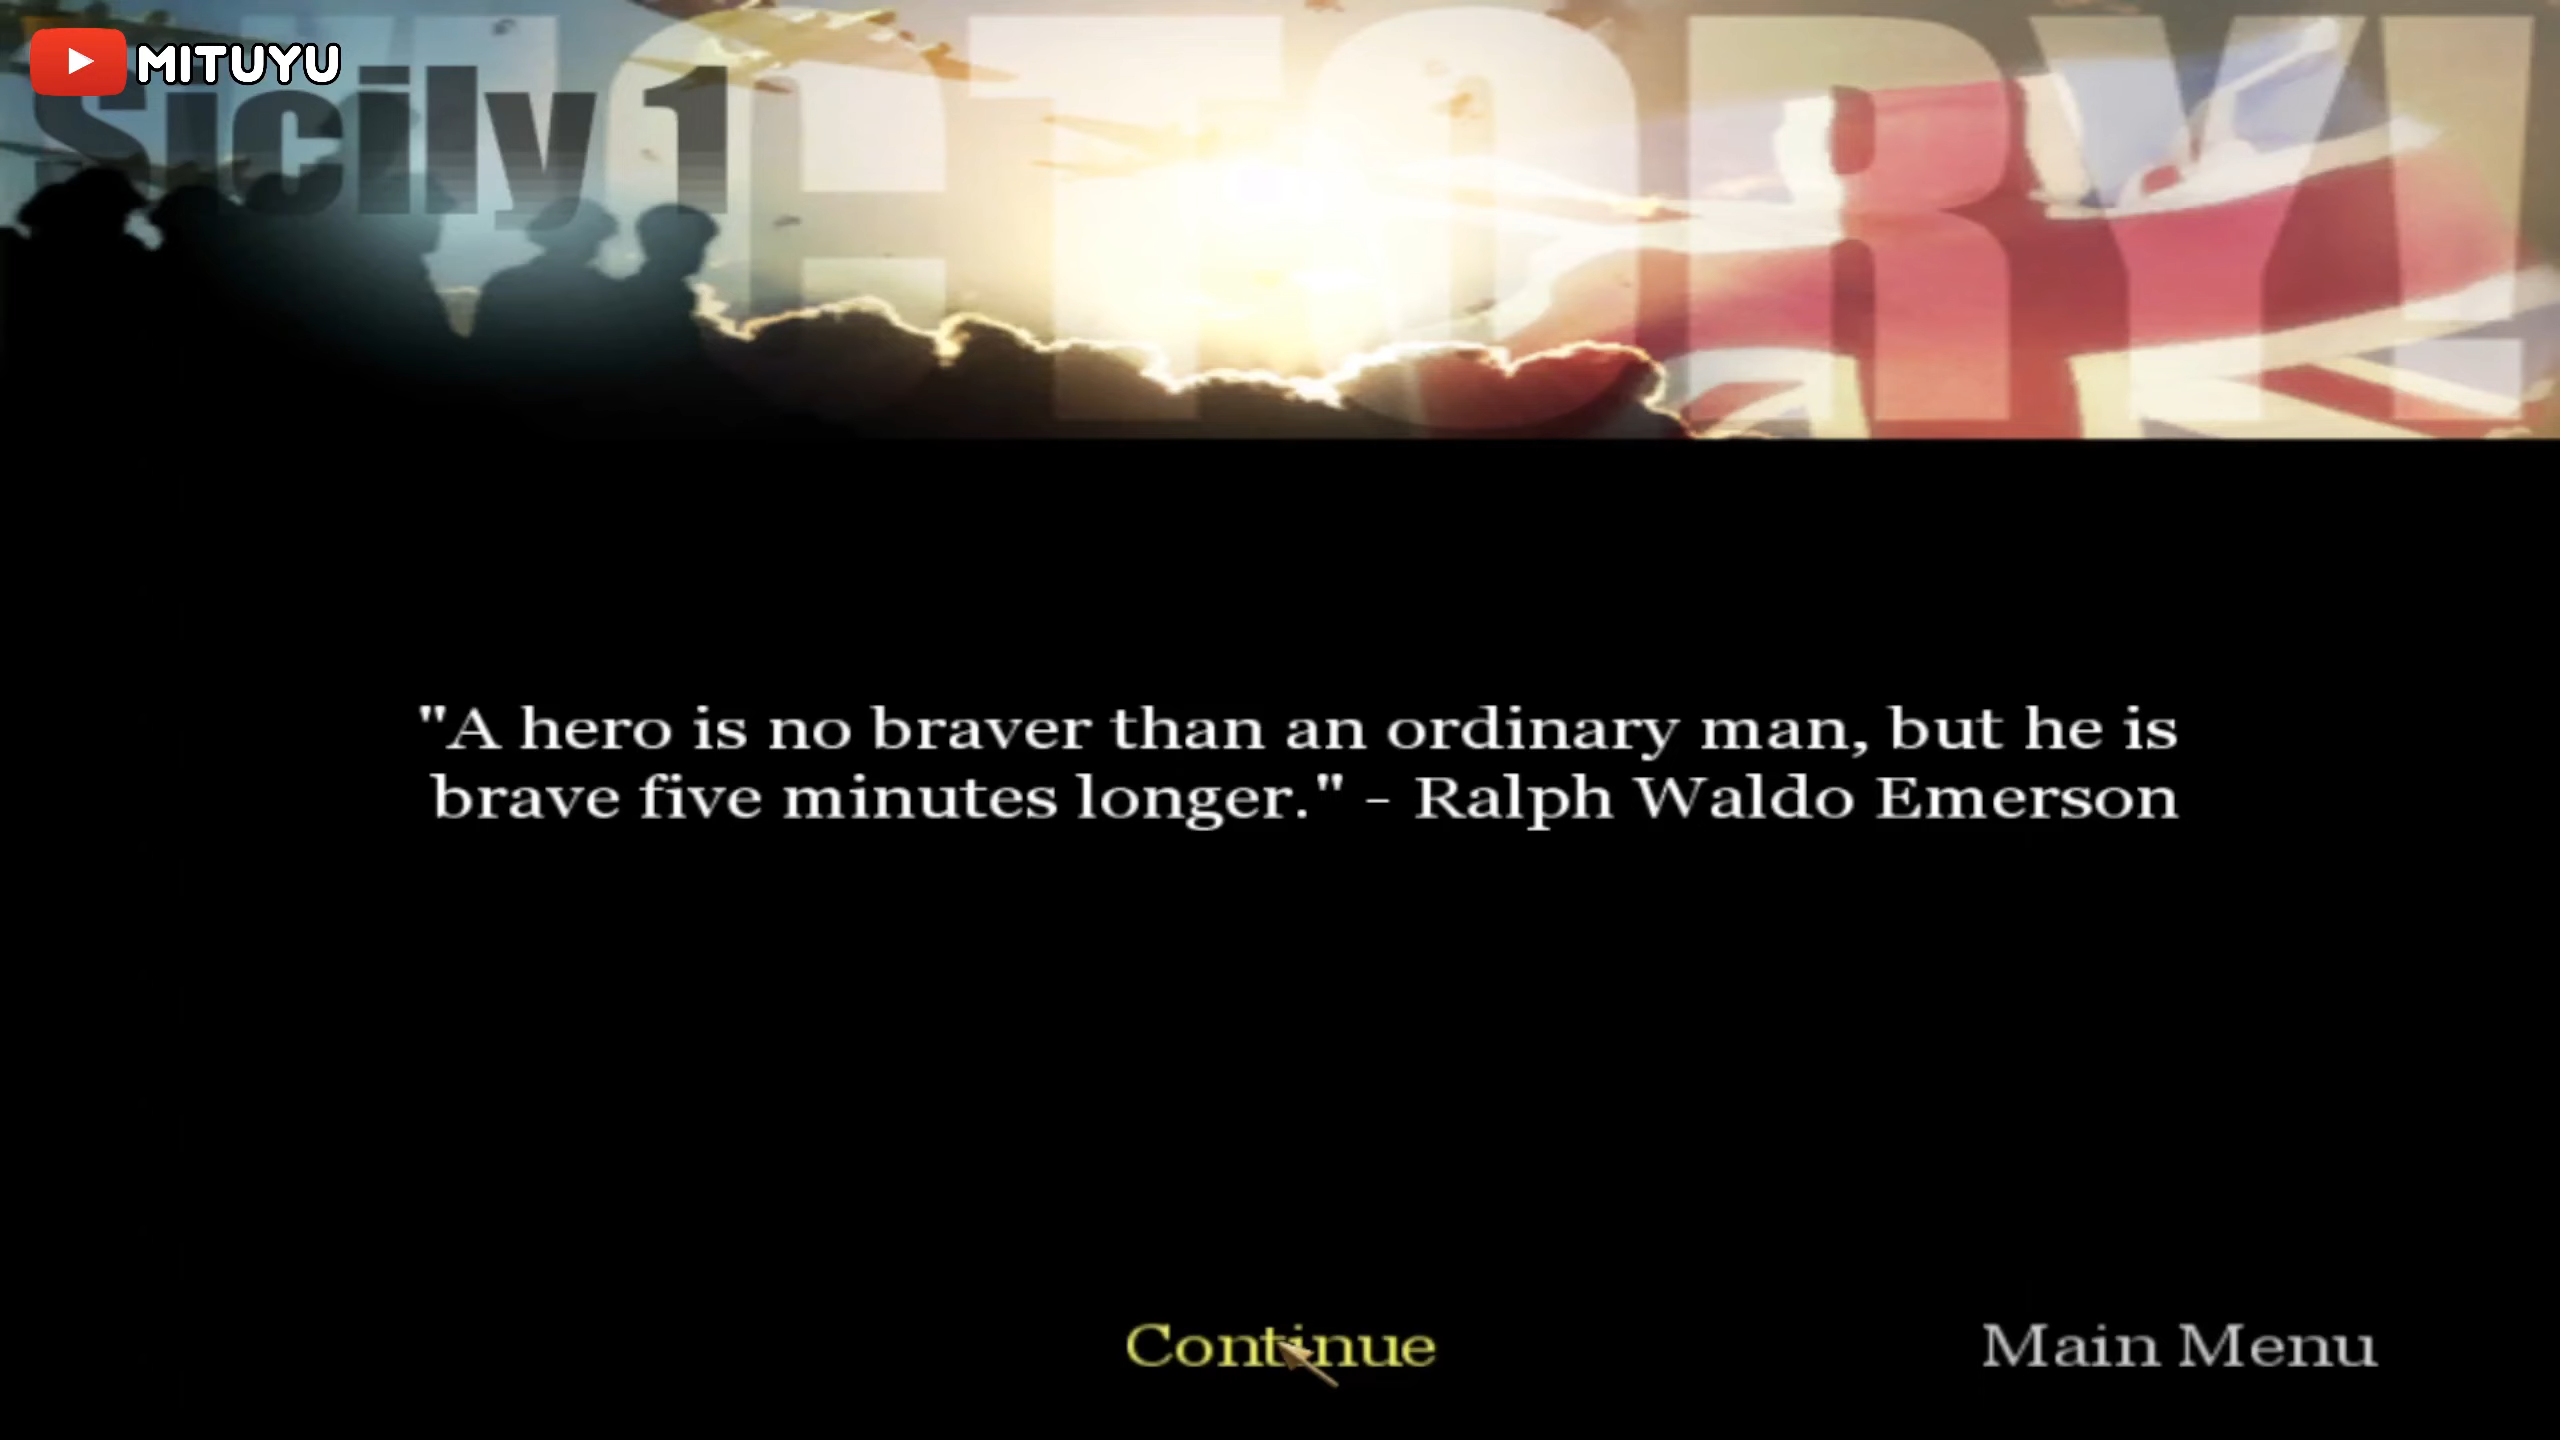 MITUYU
VICTORY!
Sicily 1
"A hero is no braver than an ordinary man, but he is
brave five minutes longer." - Ralph Waldo Emerson
Continue
Main Menu